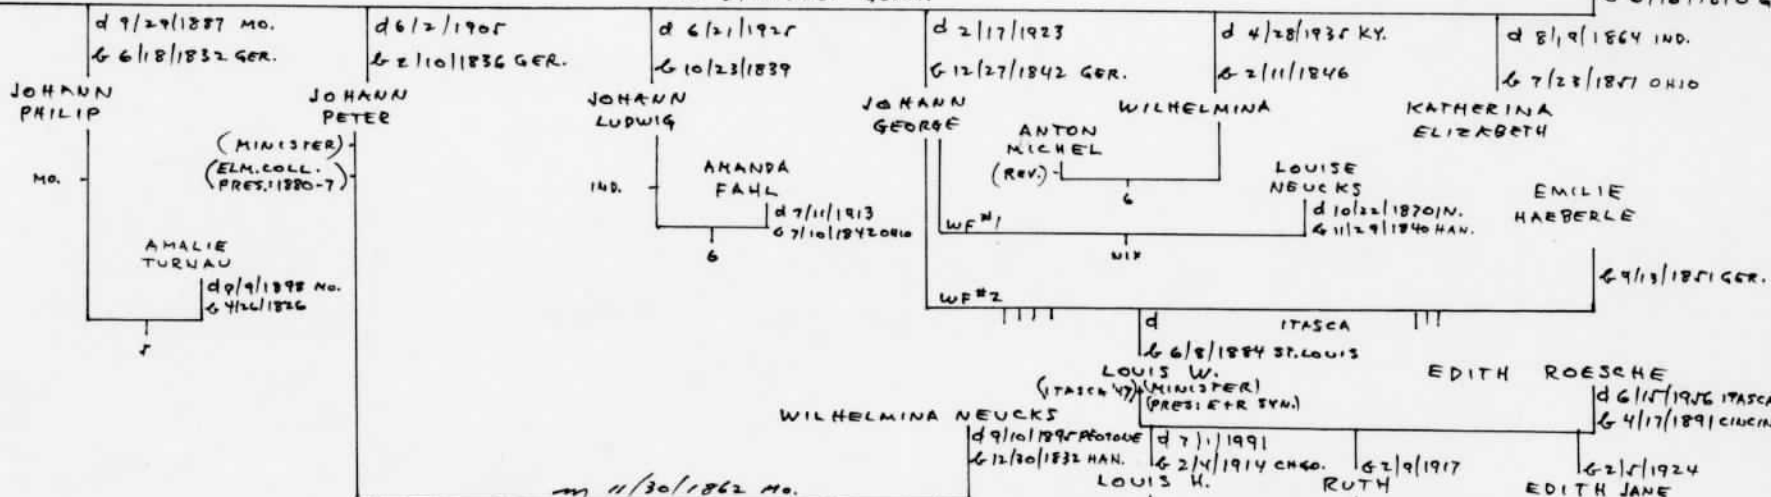 d 9/29/1887 MO.
b 6/18/1832 GER.
JOHANN
PHILIP
MO.
AMALIE
TURNAU
b 4/26/1826
5
d 6/2/1905
b 2/10/1836 GER.
JOHANN
PETER
(MINISTER)
(ELM. COLL.
PRES: 1880-7)
d 6/21/1925
b 10/23/1839
JOHANN
LUDWIG
IND.
AMANDA
FAHL
d 7/11/1913
b 7/10/1842 OHIO
6
d 2/17/1923
b 12/27/1842 GER.
JOHANN
GEORGE
d 4/28/1935 KY.
b 2/11/1846
WILHELMINA
ANTON
MICHEL
(REV.)
6
d 8/19/1864 IND.
b 7/23/1851 OHIO
KATHERINA
ELIZABETH
LOUISE
NEUCKS
d 10/22/1870 IN.
b 11/29/1840 HAN.
WF #1
NIX
EMILIE
HAEBERLE
b 9/13/1851 GER.
WF #2
ITASCA
d
b 6/8/1884 ST. LOUIS
LOUIS W.
(ITASCA '47) (MINISTER)
(PRES: E+R SYN.)
EDITH ROESCHE
d 6/15/1956 ITASCA
b 4/17/1891 CINCIN
WILHELMINA NEUCKS
d 9/10/1895 PEOTONE
b 12/30/1832 HAN.
m 11/30/1862 MO.
d 7/1/1991
b 2/4/1914 CHGO.
LOUIS H.
b 2/9/1917
RUTH
b 2/5/1924
EDITH JANE